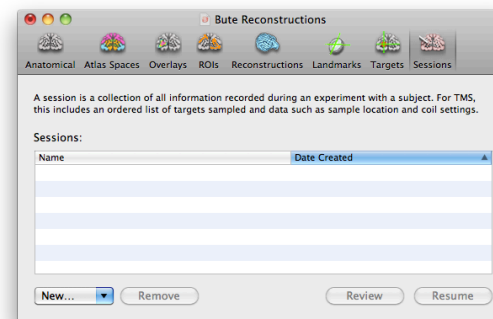 Bute Reconstructions
Anatomical Atlas Spaces Overlays ROIs Reconstructions Landmarks Targets Sessions
A session is a collection of all information recorded during an experiment with a subject. For TMS,
this includes an ordered list of targets sampled and data such as sample location and coil settings.
Sessions:
Name Date Created
New... Remove Review Resume